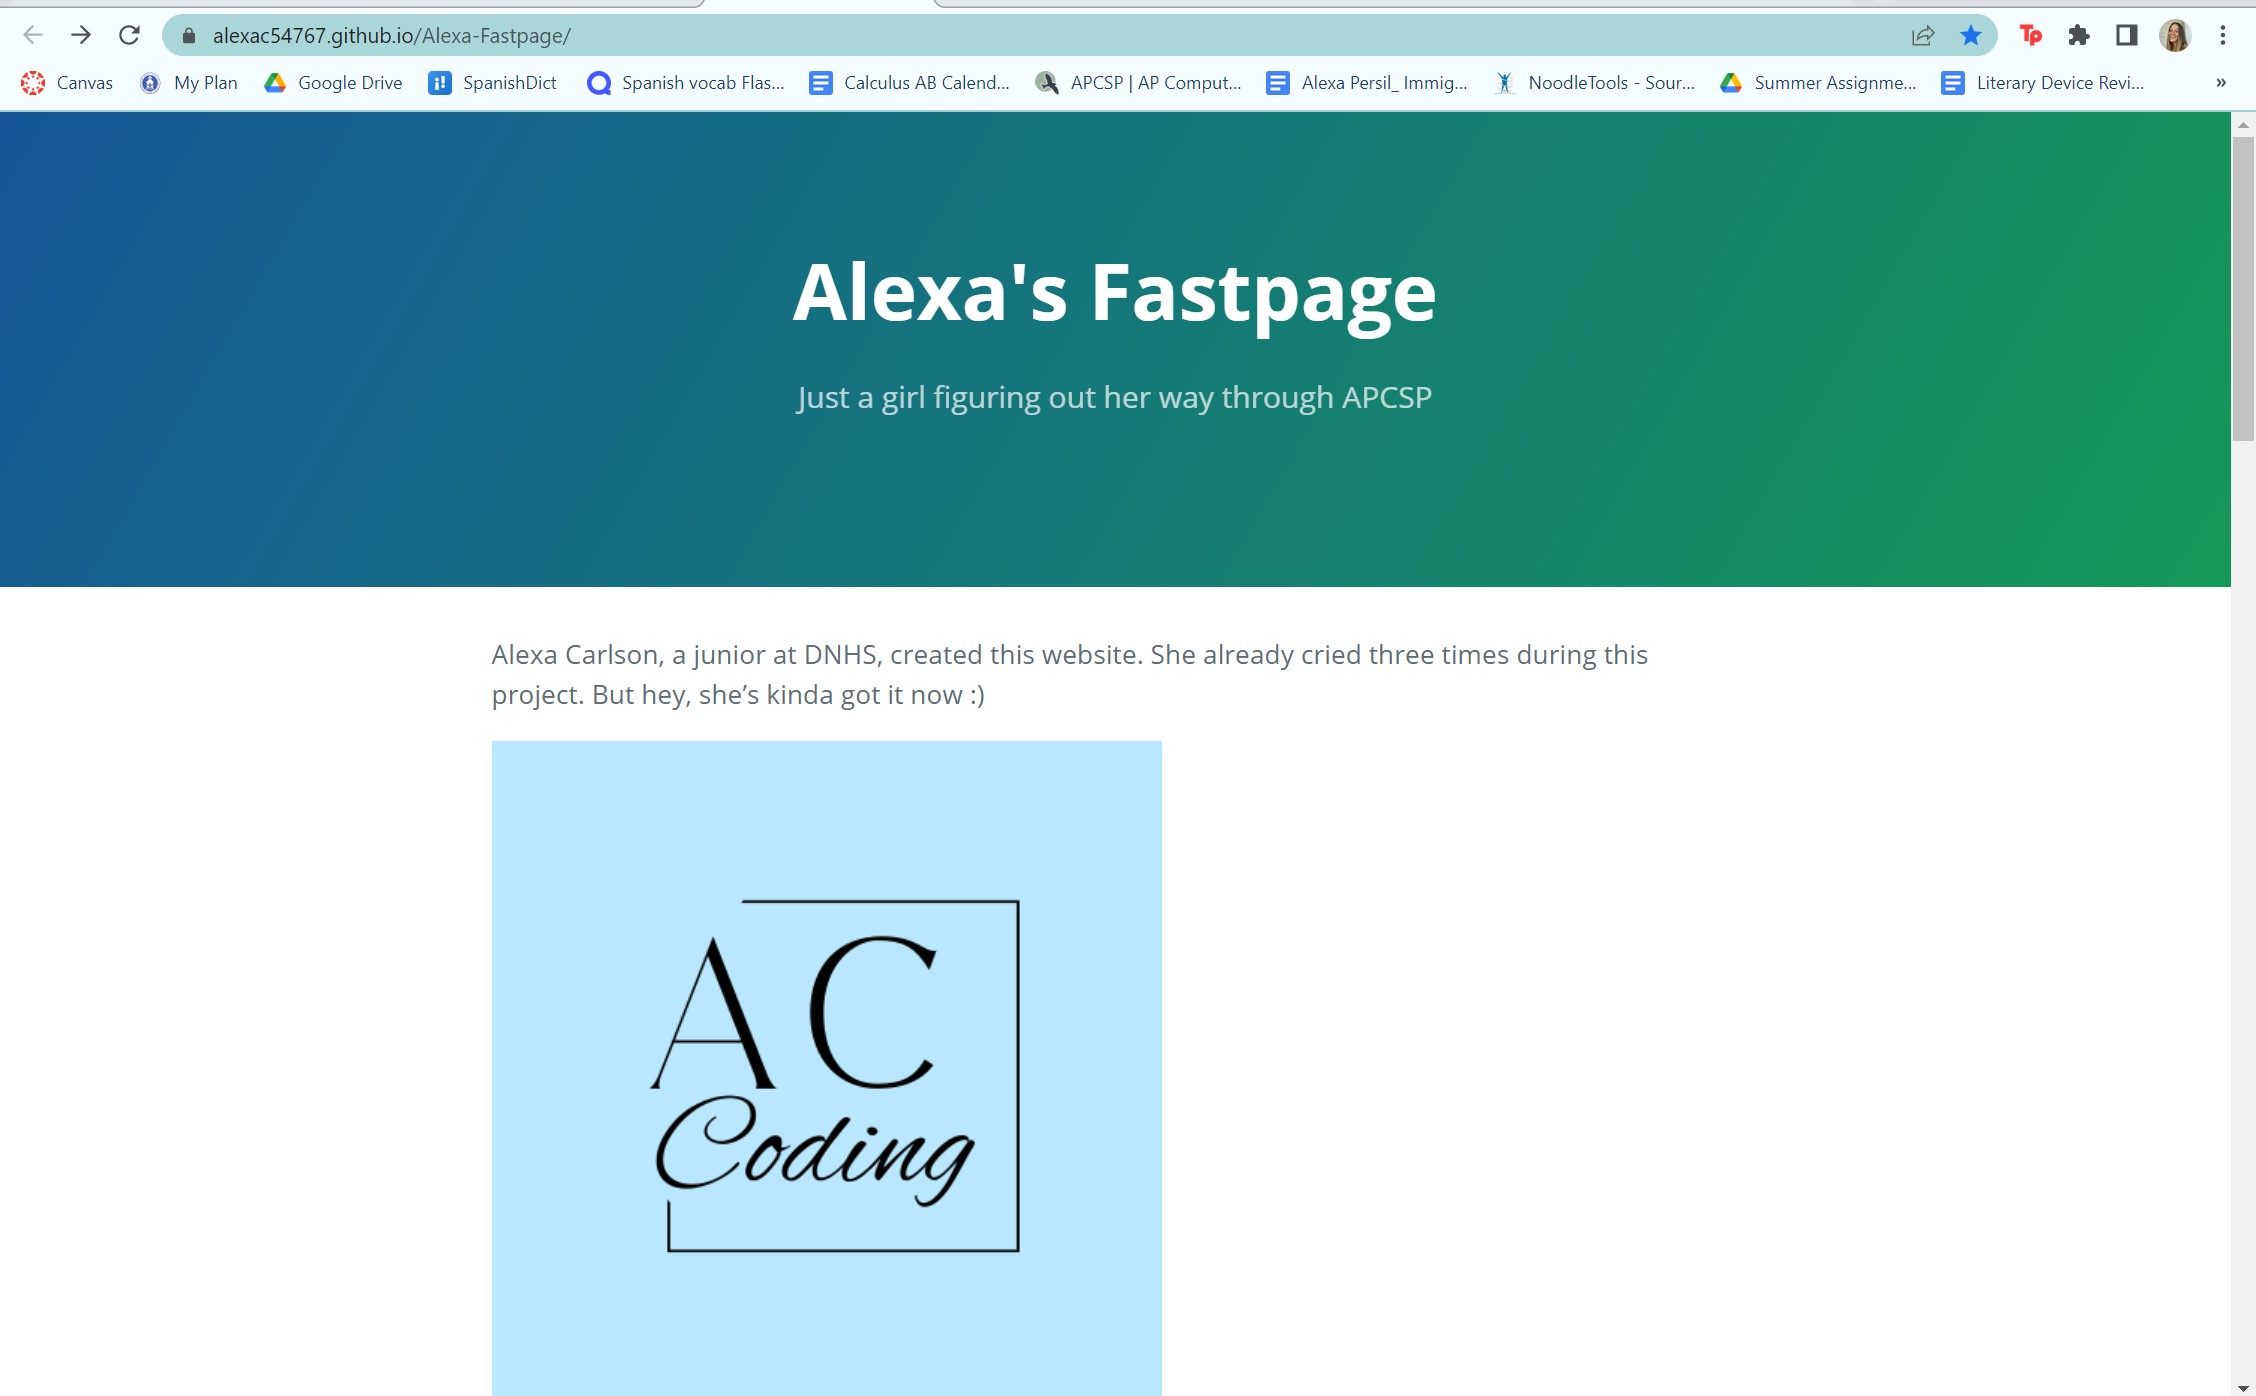 alexac54767.github.io/Alexa-Fastpage/
Tp
Canvas My Plan Google Drive SpanishDict Spanish vocab Flas... Calculus AB Calend... APCSP | AP Comput... Alexa Persil_ Immig... NoodleTools - Sour... Summer Assignme... Literary Device Revi... »
Alexa's Fastpage
Just a girl figuring out her way through APCSP
Alexa Carlson, a junior at DNHS, created this website. She already cried three times during this
project. But hey, she’s kinda got it now :)
AC
Coding